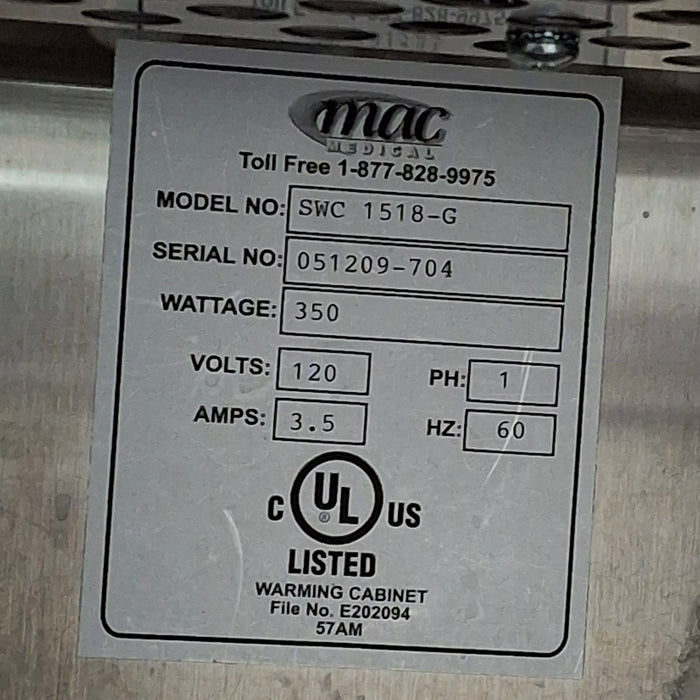 mac
MEDICAL
Toll Free 1-877-828-9975
MODEL NO: SWC 1518-G
SERIAL NO: 051209-704
WATTAGE: 350
VOLTS: 120 PH: 1
AMPS: 3.5 HZ: 60
C UL ® US
LISTED
WARMING CABINET
File No. E202094
57AM